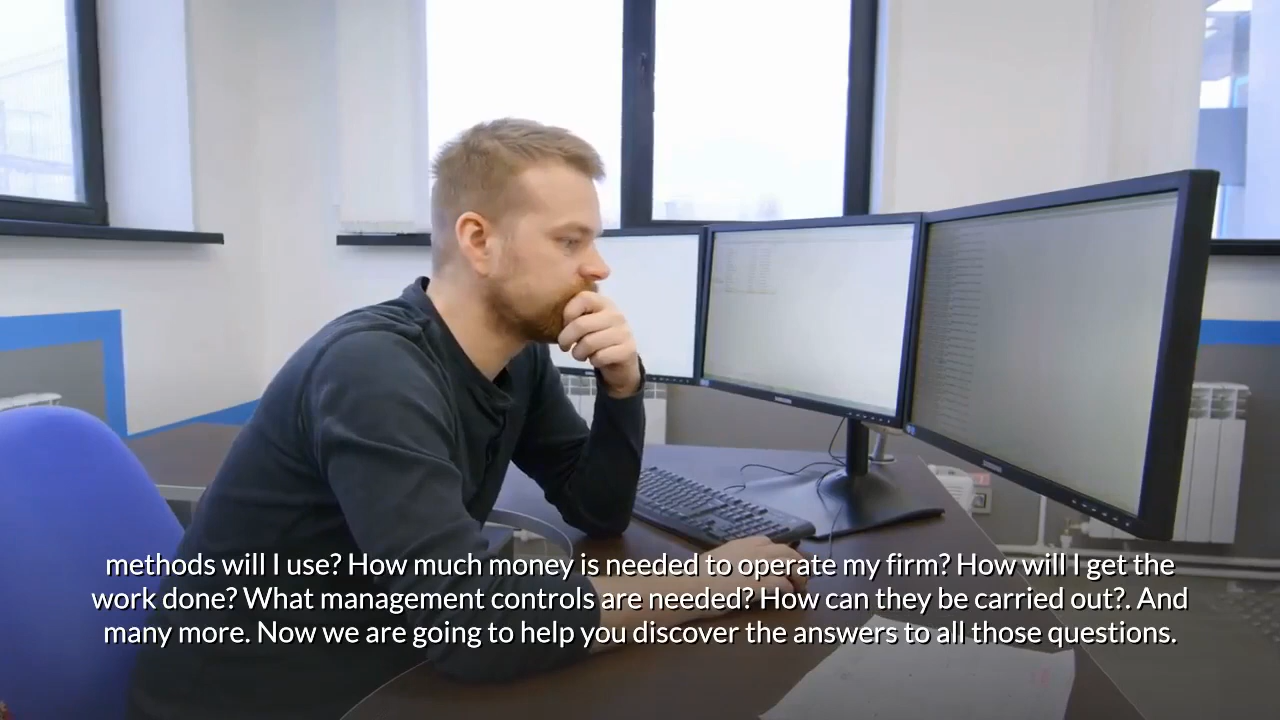 methods will I use? How much money is needed to operate my firm? How will I get the
work done? What management controls are needed? How can they be carried out?. And
many more. Now we are going to help you discover the answers to all those questions.